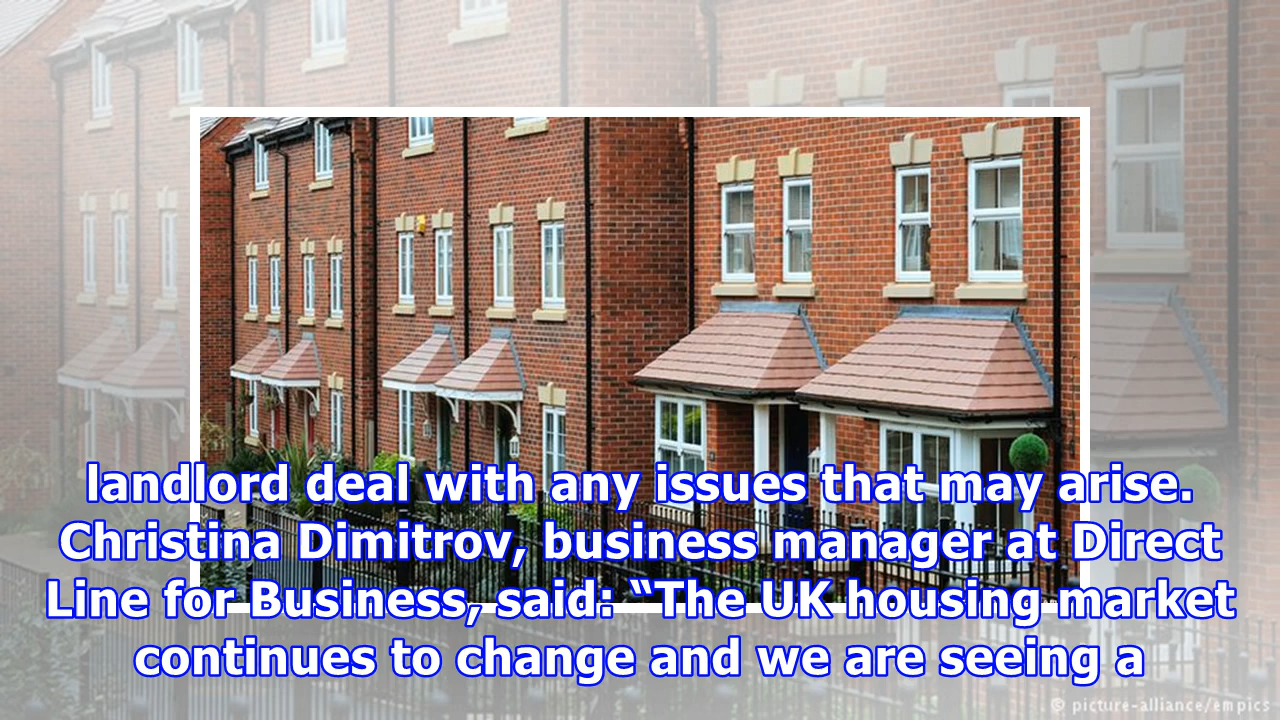 landlord deal with any issues that may arise.
Christina Dimitrov, business manager at Direct
Line for Business, said: “The UK housing market
continues to change and we are seeing a
© picture-alliance/empics